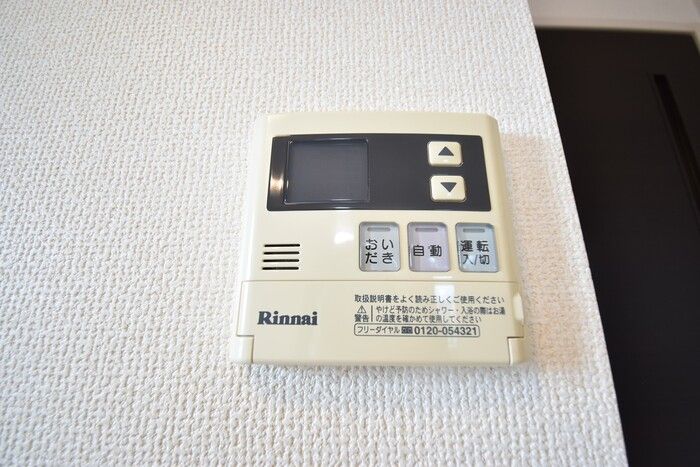 ▲
▼
おい
だき
自動
運転
入/切
取扱説明書をよく読み正しくご使用ください
⚠警告
やけど予防のためシャワー・入浴の際はお湯
の温度を確かめて使用してください
フリーダイヤル 0120-054321
Rinnai